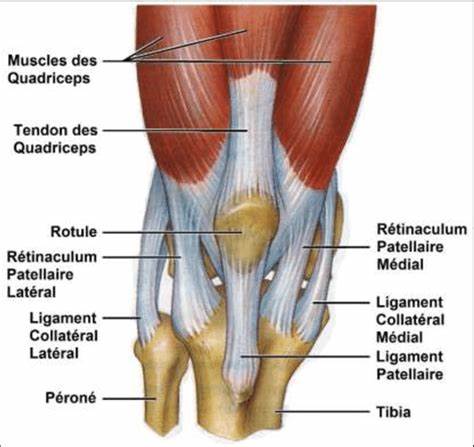 Muscles des
Quadriceps
Tendon des
Quadriceps
Rotule
Rétinaculum
Patellaire
Latéral
Ligament
Collatéral
Latéral
Péroné
Rétinaculum
Patellaire
Médial
Ligament
Collatéral
Médial
Ligament
Patellaire
Tibia